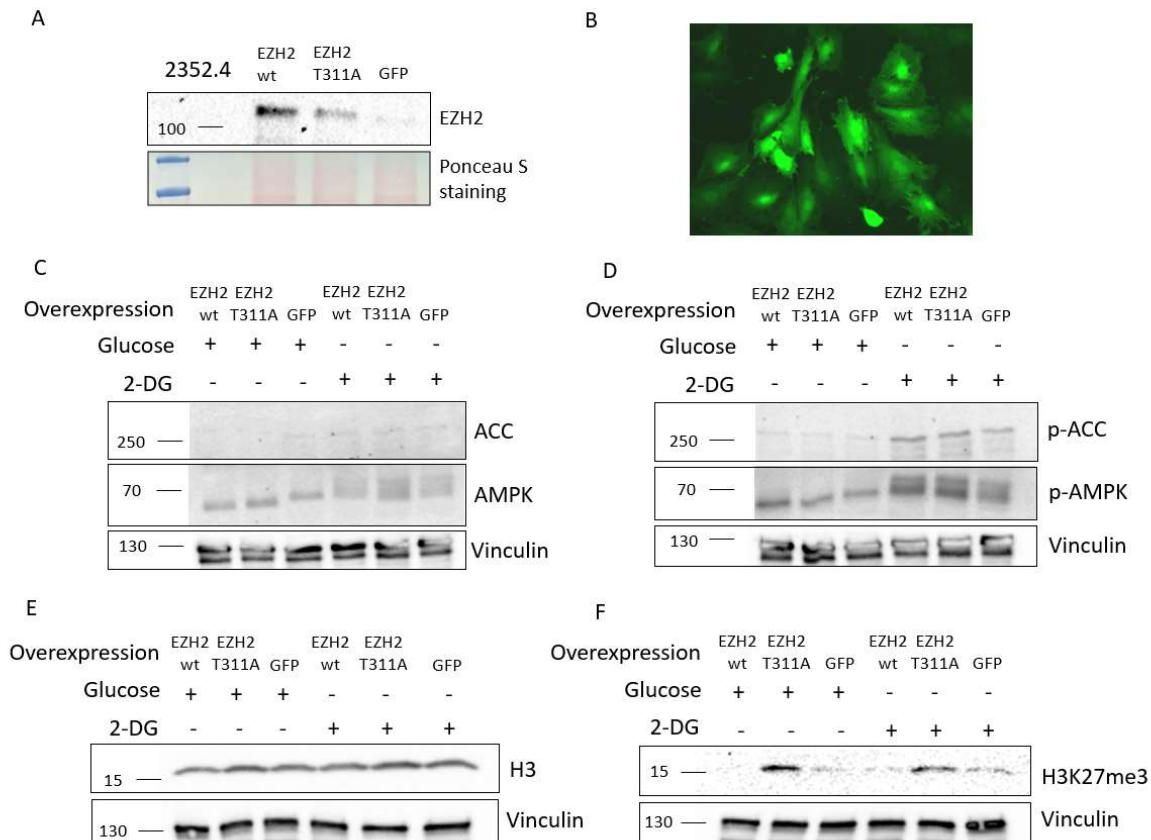 A
2352.4
EZH2 wt
EZH2 T311A
GFP
100
EZH2
Ponceau S staining
B
C
Overexpression
EZH2 wt
EZH2 T311A
GFP
EZH2 wt
EZH2 T311A
GFP
Glucose + + + - - -
2-DG - - - + + +
250
ACC
70
AMPK
130
Vinculin
D
Overexpression
EZH2 wt
EZH2 T311A
GFP
EZH2 wt
EZH2 T311A
GFP
Glucose + + + - - -
2-DG - - - + + +
250
p-ACC
70
p-AMPK
130
Vinculin
E
Overexpression
EZH2 wt
EZH2 T311A
GFP
EZH2 wt
EZH2 T311A
GFP
Glucose + + + - - -
2-DG - - - + + +
15
H3
130
Vinculin
F
Overexpression
EZH2 wt
EZH2 T311A
GFP
EZH2 wt
EZH2 T311A
GFP
Glucose + + + - - -
2-DG - - - + + +
15
H3K27me3
130
Vinculin